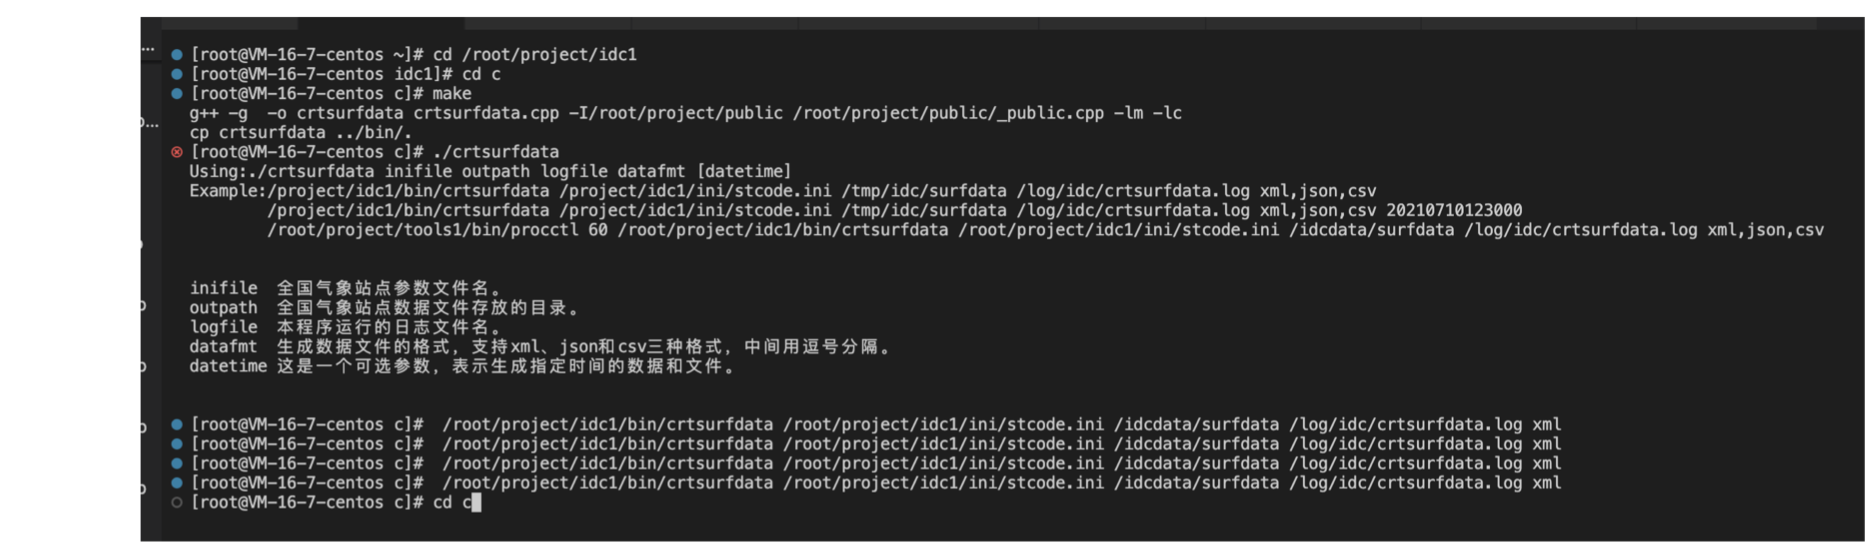 ...
[root@VM-16-7-centos ~]# cd /root/project/idc1
[root@VM-16-7-centos idc1]# cd c
[root@VM-16-7-centos c]# make
g++ -g  -o crtsurfdata crtsurfdata.cpp -I/root/project/public /root/project/public/_public.cpp -lm -lc
cp crtsurfdata ../bin/.
[root@VM-16-7-centos c]# ./crtsurfdata
Using:./crtsurfdata inifile outpath logfile datafmt [datetime]
Example:/project/idc1/bin/crtsurfdata /project/idc1/ini/stcode.ini /tmp/idc/surfdata /log/idc/crtsurfdata.log xml,json,csv
/project/idc1/bin/crtsurfdata /project/idc1/ini/stcode.ini /tmp/idc/surfdata /log/idc/crtsurfdata.log xml,json,csv 20210710123000
/root/project/tools1/bin/procctl 60 /root/project/idc1/bin/crtsurfdata /root/project/idc1/ini/stcode.ini /idcdata/surfdata /log/idc/crtsurfdata.log xml,json,csv
inifile  全国气象站点参数文件名。
outpath  全国气象站点数据文件存放的目录。
logfile  本程序运行的日志文件名。
datafmt  生成数据文件的格式，支持xml、json和csv三种格式，中间用逗号分隔。
datetime 这是一个可选参数，表示生成指定时间的数据和文件。
[root@VM-16-7-centos c]#  /root/project/idc1/bin/crtsurfdata /root/project/idc1/ini/stcode.ini /idcdata/surfdata /log/idc/crtsurfdata.log xml
[root@VM-16-7-centos c]#  /root/project/idc1/bin/crtsurfdata /root/project/idc1/ini/stcode.ini /idcdata/surfdata /log/idc/crtsurfdata.log xml
[root@VM-16-7-centos c]#  /root/project/idc1/bin/crtsurfdata /root/project/idc1/ini/stcode.ini /idcdata/surfdata /log/idc/crtsurfdata.log xml
[root@VM-16-7-centos c]#  /root/project/idc1/bin/crtsurfdata /root/project/idc1/ini/stcode.ini /idcdata/surfdata /log/idc/crtsurfdata.log xml
[root@VM-16-7-centos c]# cd c